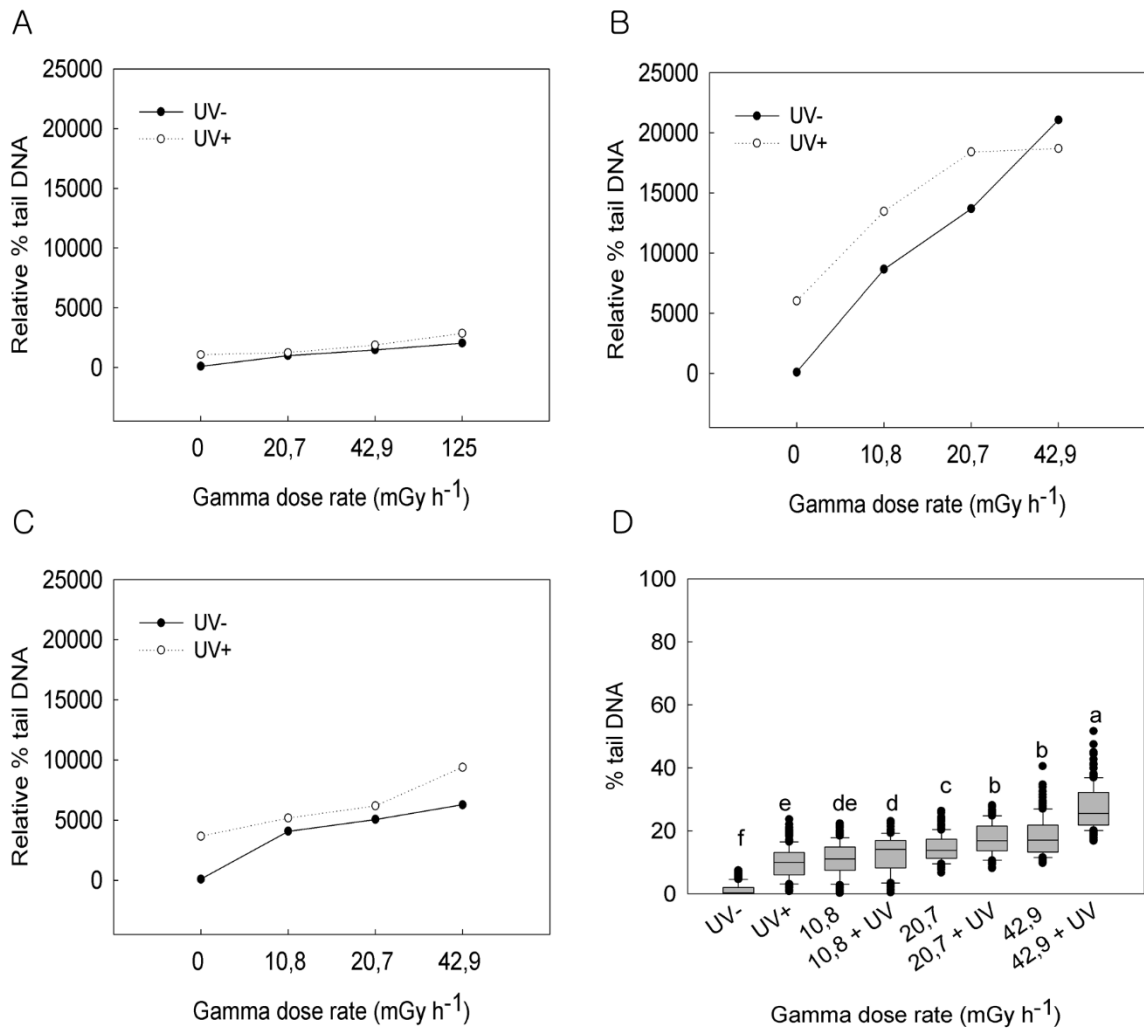 A
25000
20000
15000
10000
5000
0
Relative % tail DNA
UV-
UV+
0 20,7 42,9 125
Gamma dose rate (mGy h⁻¹)
B
25000
20000
15000
10000
5000
0
Relative % tail DNA
UV-
UV+
0 10,8 20,7 42,9
Gamma dose rate (mGy h⁻¹)
C
25000
20000
15000
10000
5000
0
Relative % tail DNA
UV-
UV+
0 10,8 20,7 42,9
Gamma dose rate (mGy h⁻¹)
D
100
80
60
40
20
0
% tail DNA
f e de d c b b a
UV- UV+ 10,8 10,8 + UV 20,7 20,7 + UV 42,9 42,9 + UV
Gamma dose rate (mGy h⁻¹)